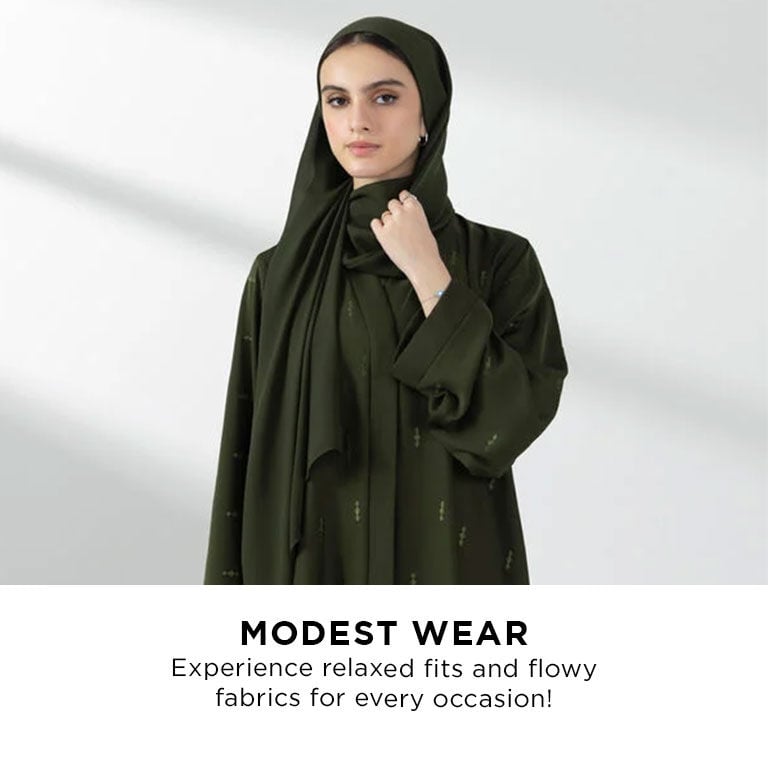 MODEST WEAR
Experience relaxed fits and flowy
fabrics for every occasion!